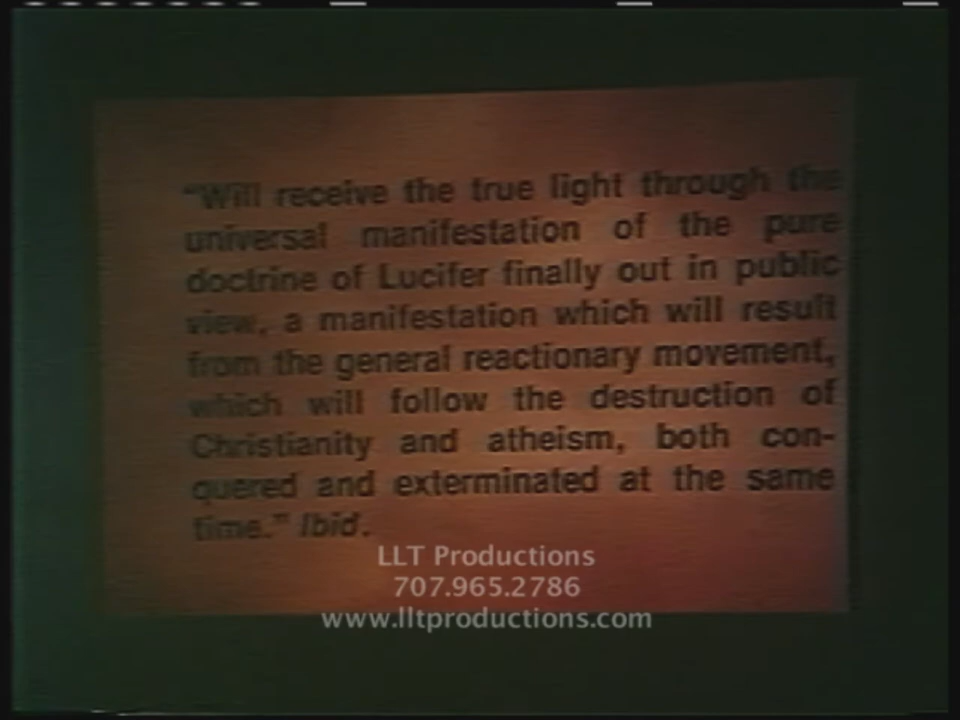 "Will receive the true light through the
universal manifestation of the pure
doctrine of Lucifer finally out in public
view, a manifestation which will result
from the general reactionary movement,
which will follow the destruction of
Christianity and atheism, both con-
quered and exterminated at the same
time." Ibid.
LLT Productions
707.965.2786
www.lltproductions.com